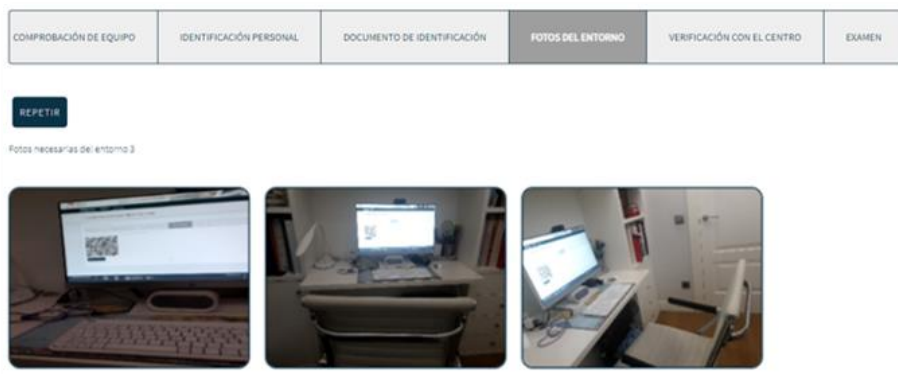 COMPROBACIÓN DE EQUIPO
IDENTIFICACIÓN PERSONAL
DOCUMENTO DE IDENTIFICACIÓN
FOTOS DEL ENTORNO
VERIFICACIÓN CON EL CENTRO
EXAMEN
REPETIR
Fotos necesarias del entorno 3